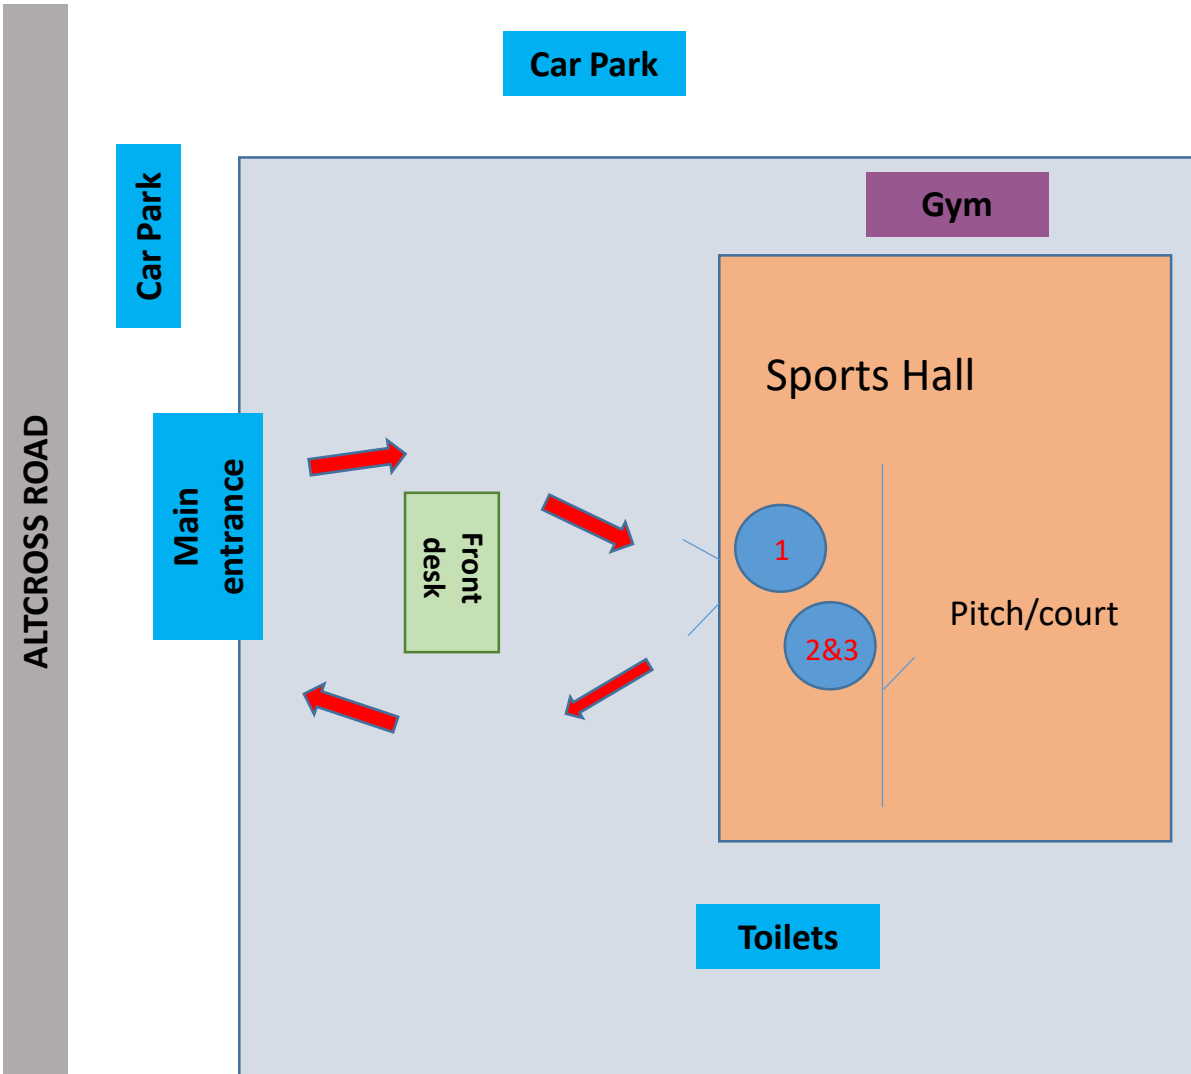 Car Park
Car Park
Gym
Sports Hall
ALTCROSS ROAD
Main
entrance
Front
desk
1
2&3
Pitch/court
Toilets